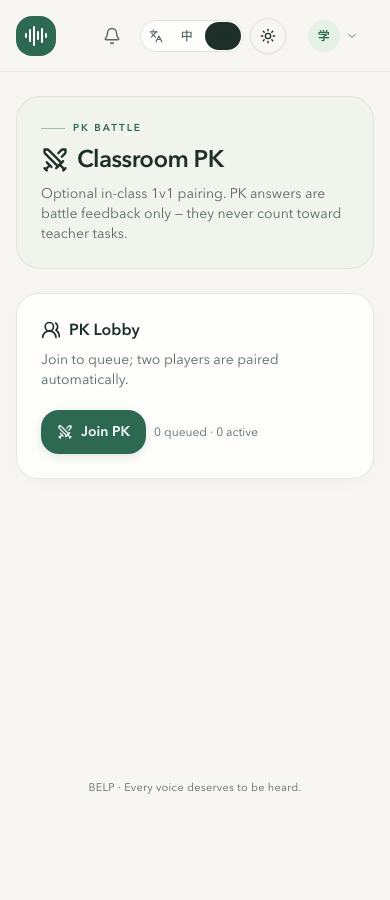 中
学
PK BATTLE
Classroom PK
Optional in-class 1v1 pairing. PK answers are
battle feedback only — they never count toward
teacher tasks.
PK Lobby
Join to queue; two players are paired
automatically.
Join PK
0 queued · 0 active
BELP · Every voice deserves to be heard.